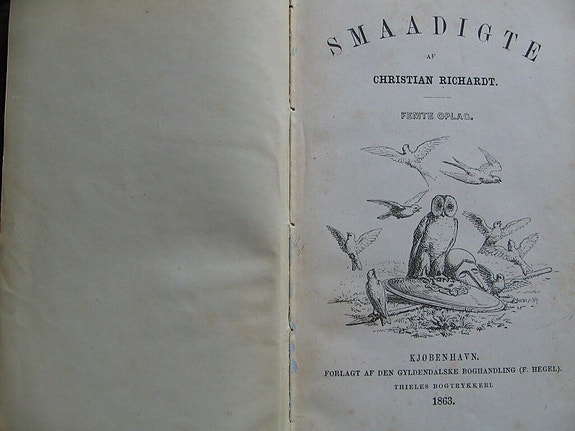 SMAADIGTE
AF
CHRISTIAN RICHARDT.
FEMTE OPLAG.
KJØBENHAVN.
FORLAGT AF DEN GYLDENDALSKE BOGHANDLING (F. HEGEL).
THIELES BOGTRYKKERI.
1863.